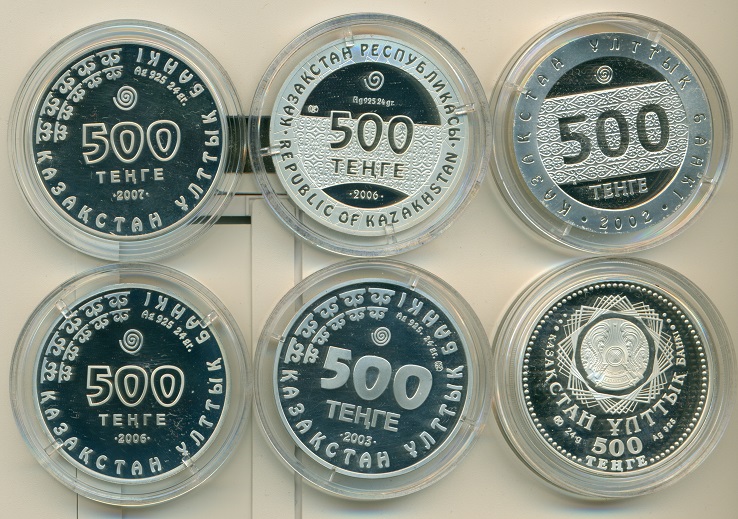 ҚАЗАҚСТАН ҰЛТТЫҚ БАНКІ
Ag 925 24 gr.
500
ТЕҢГЕ
·2007·
ҚАЗАҚСТАН РЕСПУБЛИКАСЫ
Ag 925 24 gr.
500
ТЕҢГЕ
·2006·
REPUBLIC OF KAZAKHSTAN
ҚАЗАҚСТАН ҰЛТТЫҚ БАНКІ
500
ТЕҢГЕ
·2002·
ҚАЗАҚСТАН ҰЛТТЫҚ БАНКІ
Ag 925 24 gr.
500
ТЕҢГЕ
·2006·
ҚАЗАҚСТАН ҰЛТТЫҚ БАНКІ
Ag 925 24 gr.
500
ТЕҢГЕ
·2003·
ҚАЗАҚСТАН ҰЛТТЫҚ БАНКІ
24 g
Ag 925
500
ТЕҢГЕ